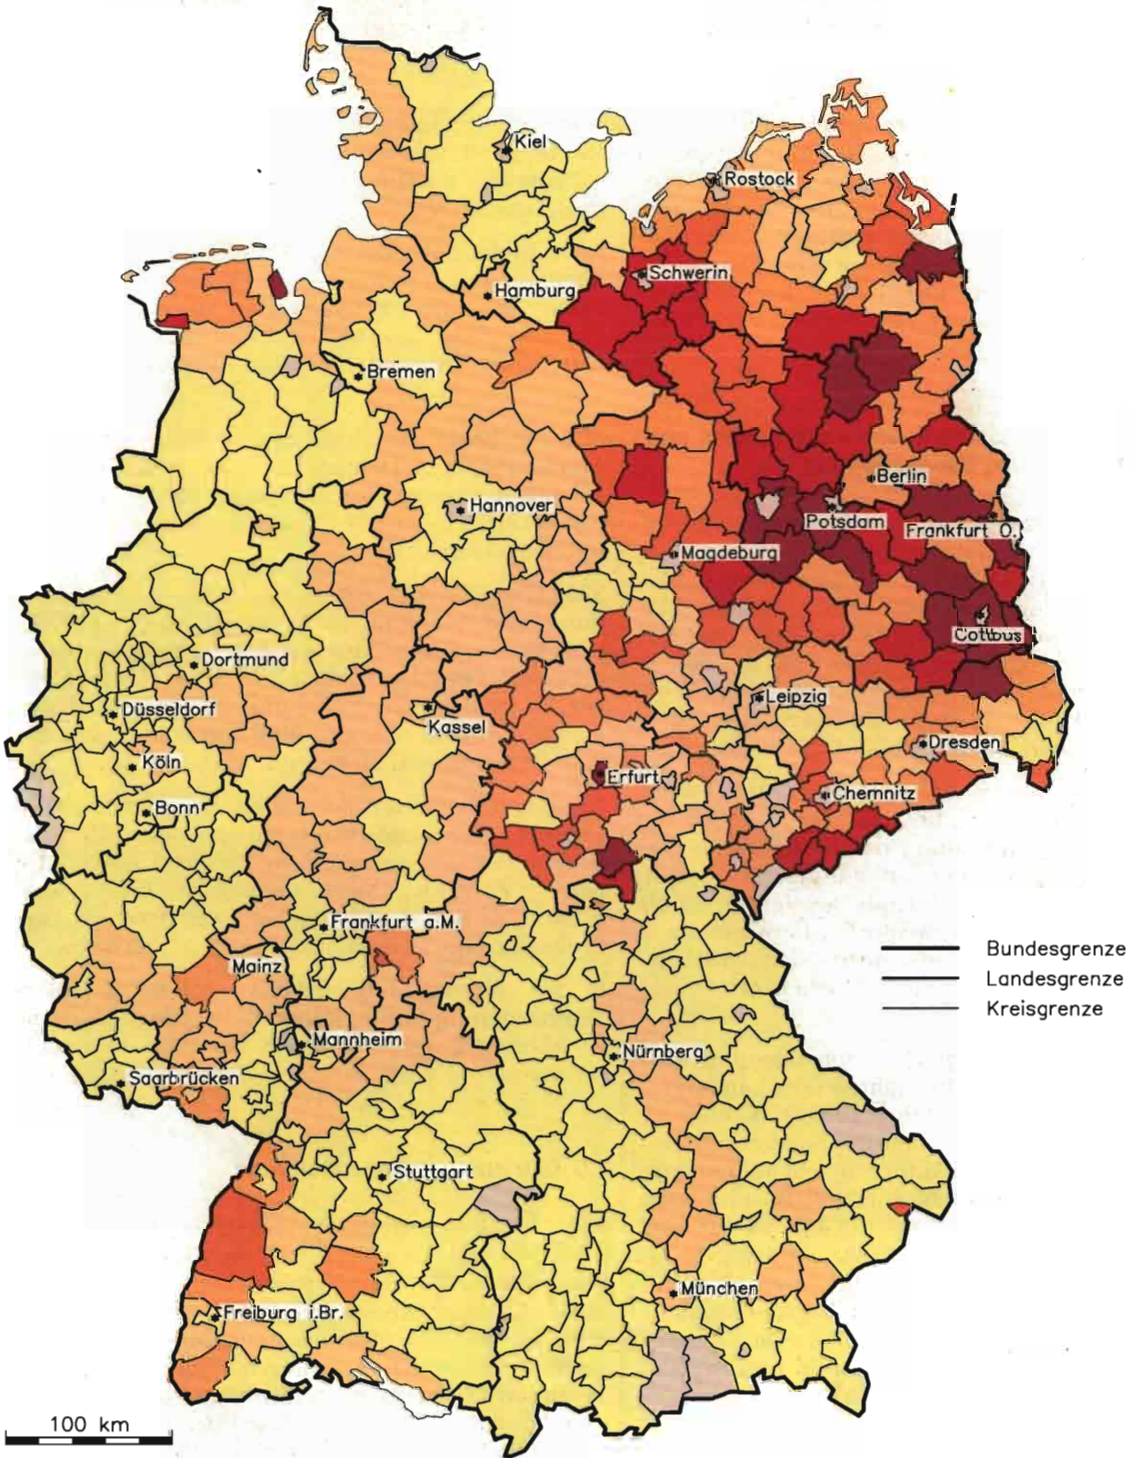 Kiel
Rostock
Schwerin
Hamburg
Bremen
Berlin
Hannover
Potsdam
Frankfurt O.
Magdeburg
Cottbus
Dortmund
Leipzig
Düsseldorf
Kassel
Dresden
Köln
Erfurt
Chemnitz
Bonn
Frankfurt a.M.
Bundesgrenze
Mainz
Landesgrenze
Kreisgrenze
Mannheim
Nürnberg
Saarbrücken
Stuttgart
München
Freiburg i.Br.
100 km